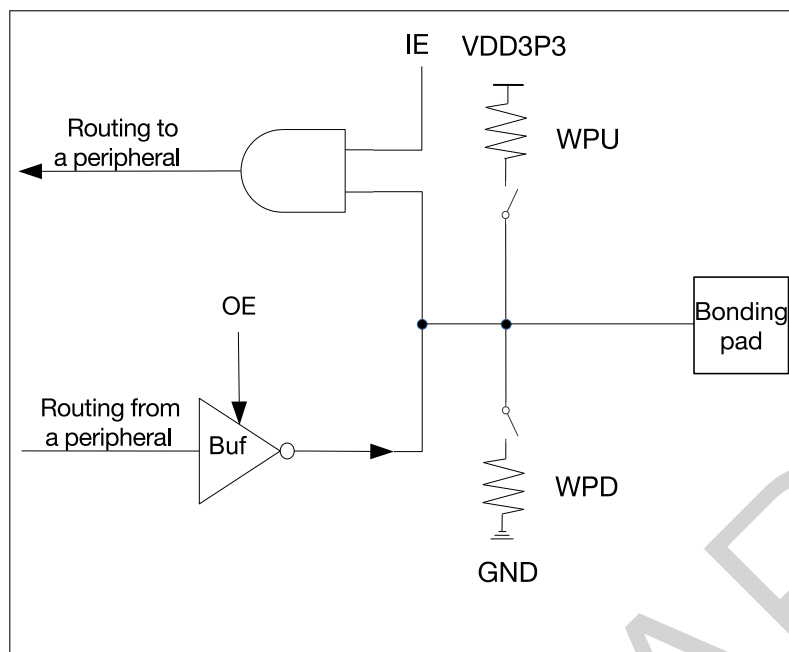 IE
VDD3P3
Routing to
a peripheral
WPU
OE
Bonding
pad
Routing from
a peripheral
Buf
WPD
GND